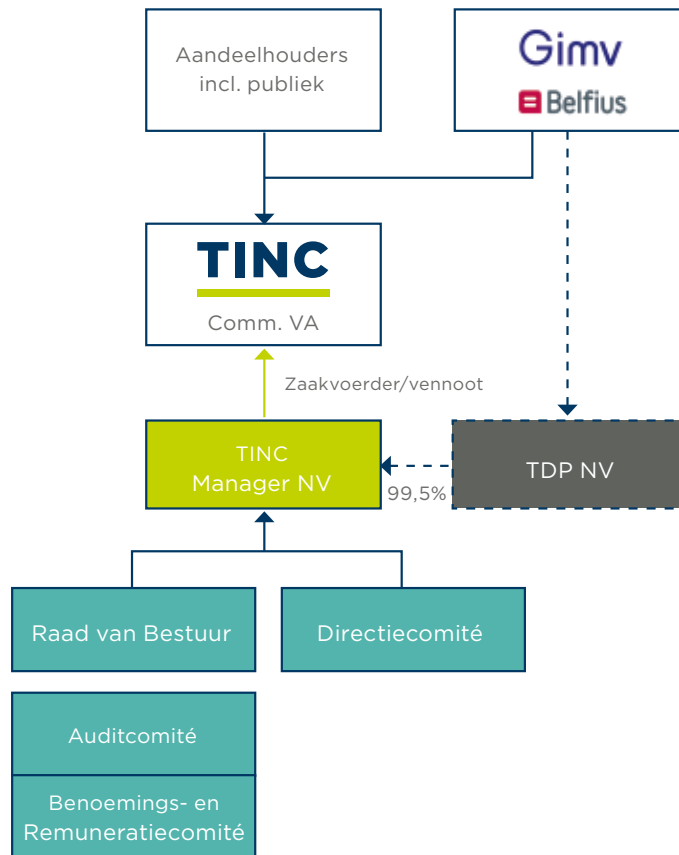 Aandeelhouders
incl. publiek
Gimv
Belfius
TINC
Comm. VA
Zaakvoerder/vennoot
TINC
Manager NV
99,5%
TDP NV
Raad van Bestuur
Directiecomité
Auditcomité
Benoemings- en
Remuneratiecomité